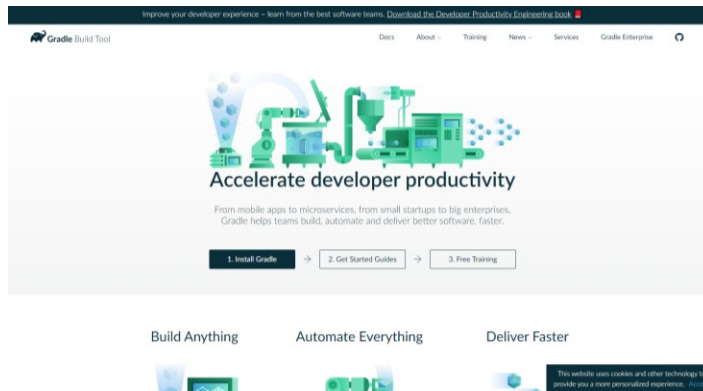 Improve your developer experience – learn from the best software teams. Download the Developer Productivity Engineering book
Gradle Build Tool
Docs About Training News Services Gradle Enterprise
Accelerate developer productivity
From mobile apps to microservices, from small startups to big enterprises,
Gradle helps teams build, automate and deliver better software, faster.
1. Install Gradle → 2. Get Started Guides → 3. Free Training
Build Anything Automate Everything Deliver Faster
This website uses cookies and other technology to
provide you a more personalized experience.